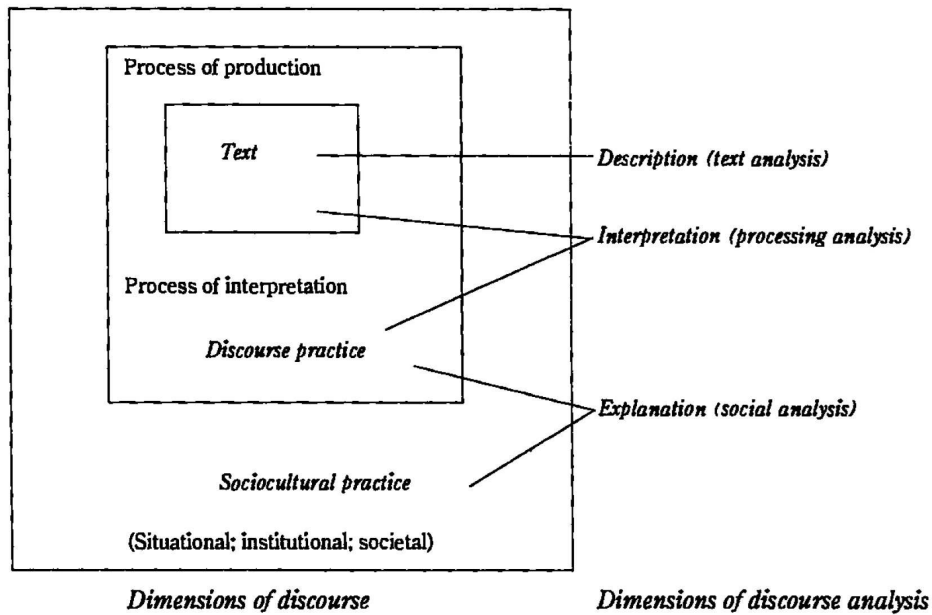 Process of production
Text
Description (text analysis)
Interpretation (processing analysis)
Process of interpretation
Discourse practice
Explanation (social analysis)
Sociocultural practice
(Situational; institutional; societal)
Dimensions of discourse
Dimensions of discourse analysis